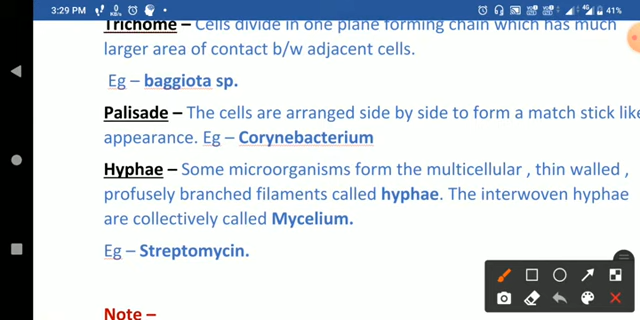 3:29 PM
41%
Trichome – Cells divide in one plane forming chain which has much
larger area of contact b/w adjacent cells.
Eg – baggiota sp.
Palisade – The cells are arranged side by side to form a match stick like
appearance. Eg – Corynebacterium
Hyphae – Some microorganisms form the multicellular , thin walled ,
profusely branched filaments called hyphae. The interwoven hyphae
are collectively called Mycelium.
Eg – Streptomycin.
Note –